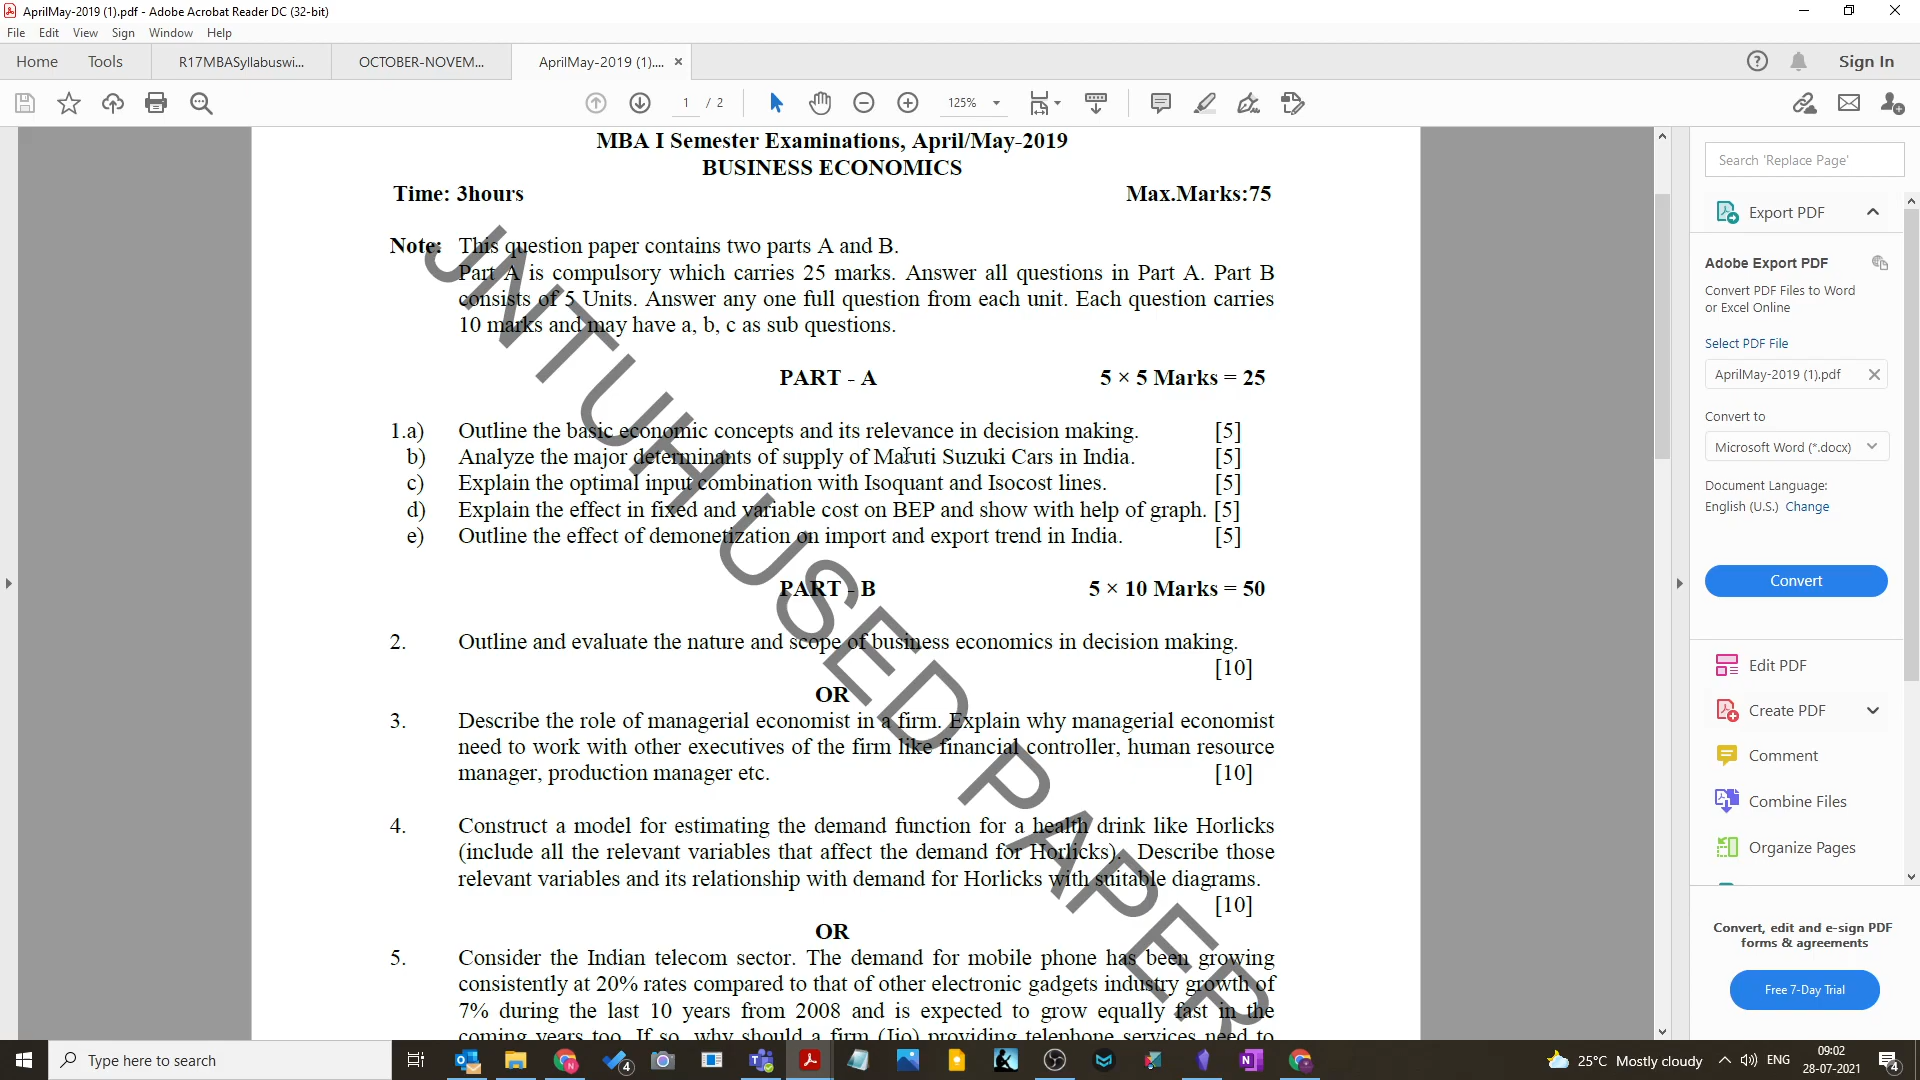 AprilMay-2019 (1).pdf - Adobe Acrobat Reader DC (32-bit)
File Edit View Sign Window Help
Home Tools R17MBASyllabuswi... OCTOBER-NOVEM... AprilMay-2019 (1).... × Sign In
1 / 2 125%
MBA I Semester Examinations, April/May-2019
BUSINESS ECONOMICS
Time: 3hours Max.Marks:75
Note: This question paper contains two parts A and B.
Part A is compulsory which carries 25 marks. Answer all questions in Part A. Part B
consists of 5 Units. Answer any one full question from each unit. Each question carries
10 marks and may have a, b, c as sub questions.
PART - A 5 × 5 Marks = 25
1.a) Outline the basic economic concepts and its relevance in decision making. [5]
b) Analyze the major determinants of supply of Maruti Suzuki Cars in India. [5]
c) Explain the optimal input combination with Isoquant and Isocost lines. [5]
d) Explain the effect in fixed and variable cost on BEP and show with help of graph. [5]
e) Outline the effect of demonetization on import and export trend in India. [5]
PART - B 5 × 10 Marks = 50
2. Outline and evaluate the nature and scope of business economics in decision making.
[10]
OR
3. Describe the role of managerial economist in a firm. Explain why managerial economist
need to work with other executives of the firm like financial controller, human resource
manager, production manager etc. [10]
4. Construct a model for estimating the demand function for a health drink like Horlicks
(include all the relevant variables that affect the demand for Horlicks). Describe those
relevant variables and its relationship with demand for Horlicks with suitable diagrams.
[10]
OR
5. Consider the Indian telecom sector. The demand for mobile phone has been growing
consistently at 20% rates compared to that of other electronic gadgets industry growth of
7% during the last 10 years from 2008 and is expected to grow equally fast in the
coming years too. If so, why should a firm (Jio) providing telephone services need to
JNTUH USED PAPER
Search 'Replace Page'
Export PDF
Adobe Export PDF
Convert PDF Files to Word
or Excel Online
Select PDF File
AprilMay-2019 (1).pdf
Convert to
Microsoft Word (*.docx)
Document Language:
English (U.S.) Change
Convert
Edit PDF
Create PDF
Comment
Combine Files
Organize Pages
Convert, edit and e-sign PDF
forms & agreements
Free 7-Day Trial
Type here to search
4
25°C Mostly cloudy
ENG
09:02
28-07-2021
4